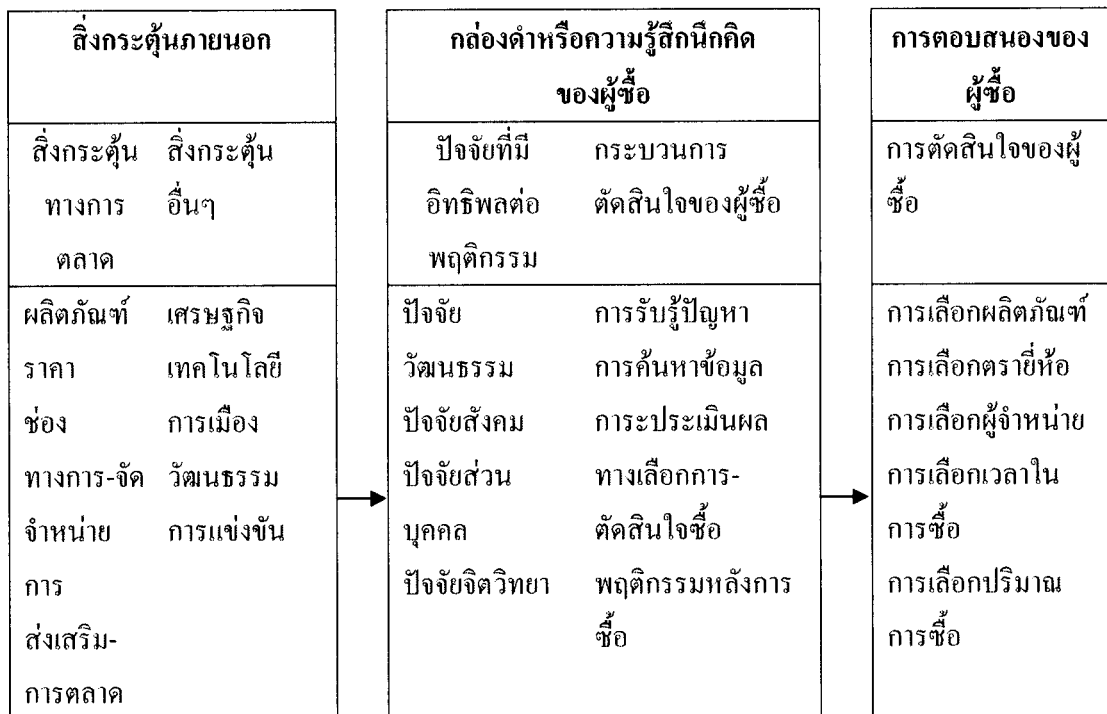 สิ่งกระตุ้นภายนอก
สิ่งกระตุ้น
ทางการ
ตลาด
สิ่งกระตุ้น
อื่นๆ
ผลิตภัณฑ์
ราคา
ช่อง
ทางการ-จัด
จำหน่าย
การ
ส่งเสริม-
การตลาด
เศรษฐกิจ
เทคโนโลยี
การเมือง
วัฒนธรรม
การแข่งขัน
กล่องดำหรือความรู้สึกนึกคิด
ของผู้ซื้อ
ปัจจัยที่มี
อิทธิพลต่อ
พฤติกรรม
กระบวนการ
ตัดสินใจของผู้ซื้อ
ปัจจัย
วัฒนธรรม
ปัจจัยสังคม
ปัจจัยส่วน
บุคคล
ปัจจัยจิตวิทยา
การรับรู้ปัญหา
การค้นหาข้อมูล
การะประเมินผล
ทางเลือกการ-
ตัดสินใจซื้อ
พฤติกรรมหลังการ
ซื้อ
การตอบสนองของ
ผู้ซื้อ
การตัดสินใจของผู้
ซื้อ
การเลือกผลิตภัณฑ์
การเลือกตรายี่ห้อ
การเลือกผู้จำหน่าย
การเลือกเวลาใน
การซื้อ
การเลือกปริมาณ
การซื้อ